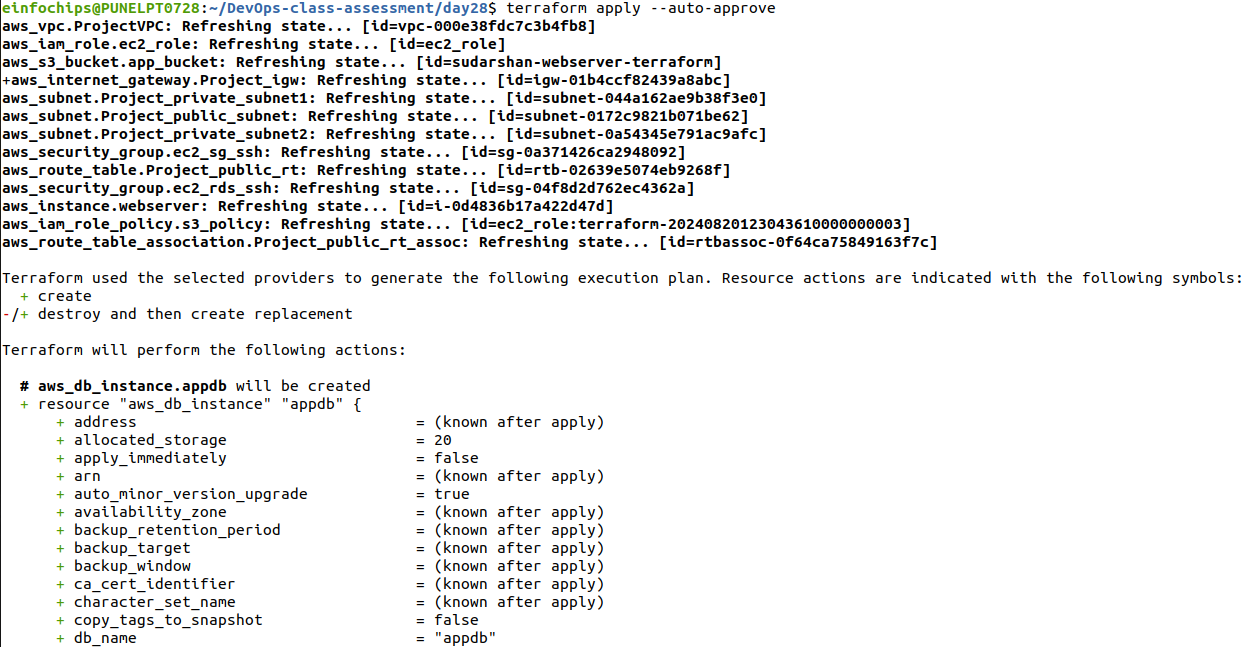 einfochips@PUNELPT0728:~/DevOps-class-assessment/day28$ terraform apply --auto-approve
aws_vpc.ProjectVPC: Refreshing state... [id=vpc-000e38fdc7c3b4fb8]
aws_iam_role.ec2_role: Refreshing state... [id=ec2_role]
aws_s3_bucket.app_bucket: Refreshing state... [id=sudarshan-webserver-terraform]
+aws_internet_gateway.Project_igw: Refreshing state... [id=igw-01b4ccf82439a8abc]
aws_subnet.Project_private_subnet1: Refreshing state... [id=subnet-044a162ae9b38f3e0]
aws_subnet.Project_public_subnet: Refreshing state... [id=subnet-0172c9821b071be62]
aws_subnet.Project_private_subnet2: Refreshing state... [id=subnet-0a54345e791ac9afc]
aws_security_group.ec2_sg_ssh: Refreshing state... [id=sg-0a371426ca2948092]
aws_route_table.Project_public_rt: Refreshing state... [id=rtb-02639e5074eb9268f]
aws_security_group.ec2_rds_ssh: Refreshing state... [id=sg-04f8d2d762ec4362a]
aws_instance.webserver: Refreshing state... [id=i-0d4836b17a422d47d]
aws_iam_role_policy.s3_policy: Refreshing state... [id=ec2_role:terraform-20240820123043610000000003]
aws_route_table_association.Project_public_rt_assoc: Refreshing state... [id=rtbassoc-0f64ca75849163f7c]
Terraform used the selected providers to generate the following execution plan. Resource actions are indicated with the following symbols:
+ create
-/+ destroy and then create replacement
Terraform will perform the following actions:
# aws_db_instance.appdb will be created
+ resource "aws_db_instance" "appdb" {
+ address = (known after apply)
+ allocated_storage = 20
+ apply_immediately = false
+ arn = (known after apply)
+ auto_minor_version_upgrade = true
+ availability_zone = (known after apply)
+ backup_retention_period = (known after apply)
+ backup_target = (known after apply)
+ backup_window = (known after apply)
+ ca_cert_identifier = (known after apply)
+ character_set_name = (known after apply)
+ copy_tags_to_snapshot = false
+ db_name = "appdb"